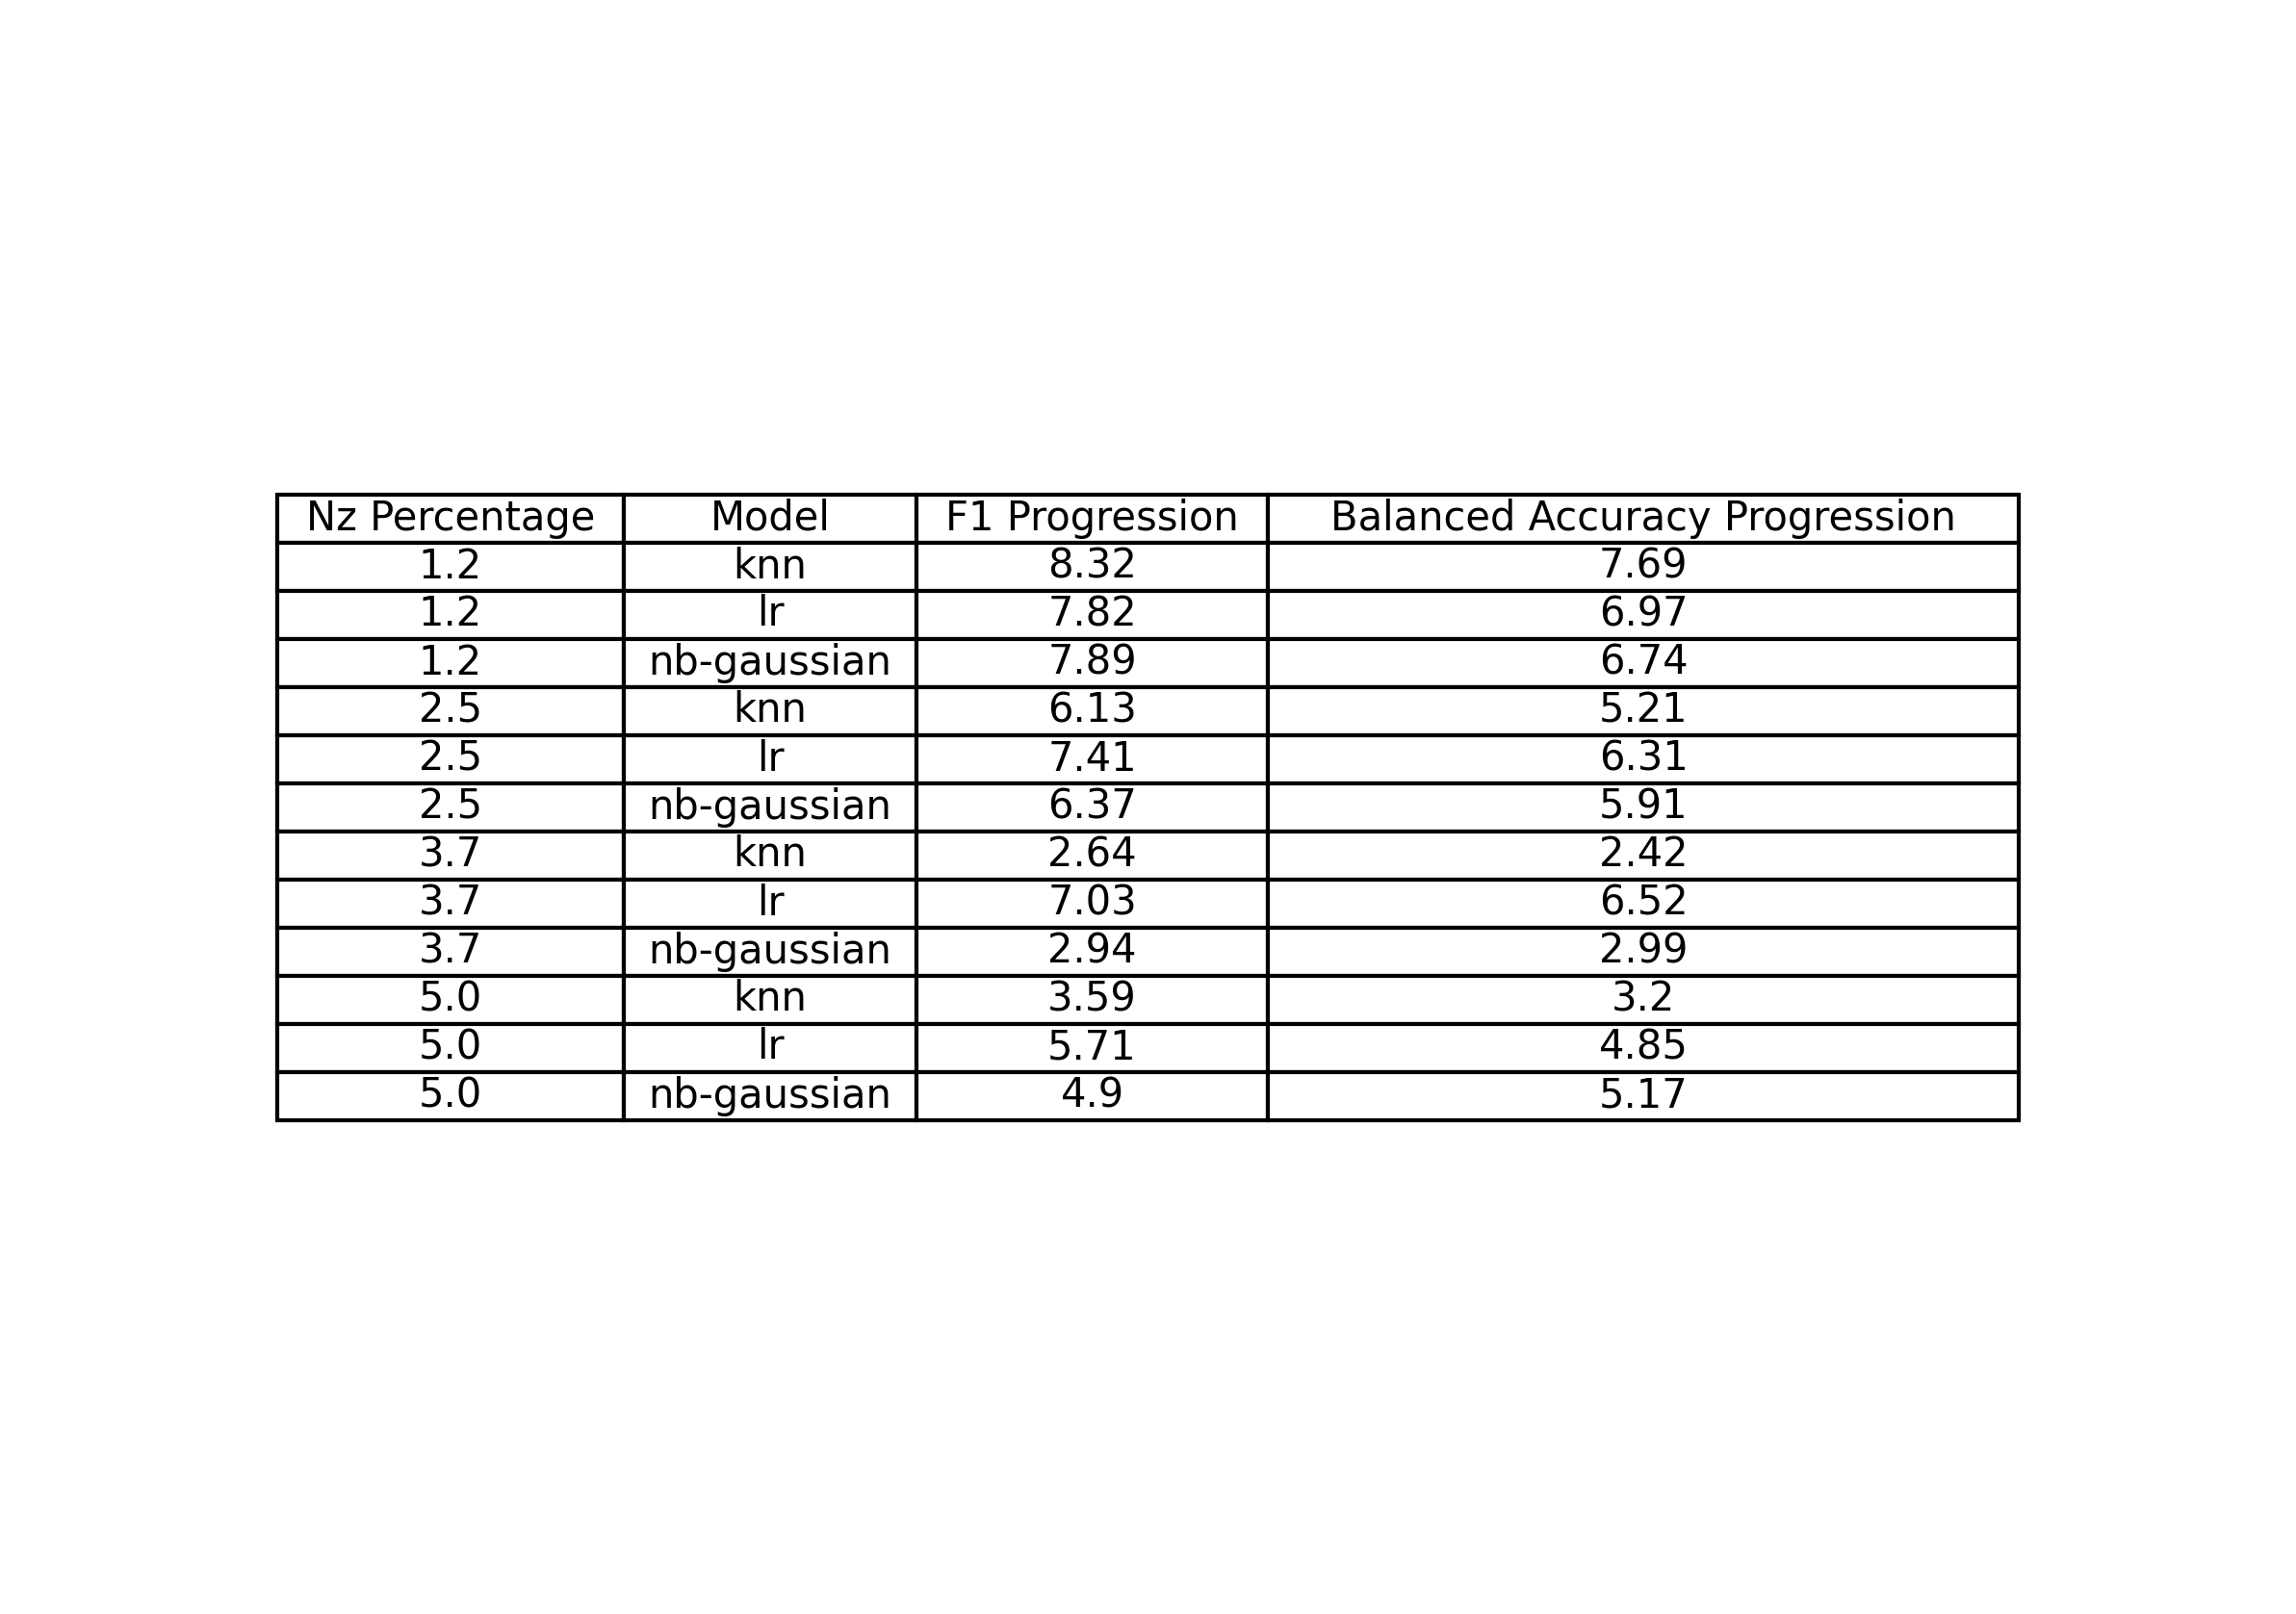 Nz Percentage Model F1 Progression Balanced Accuracy Progression
1.2 knn 8.32 7.69
1.2 lr 7.82 6.97
1.2 nb-gaussian 7.89 6.74
2.5 knn 6.13 5.21
2.5 lr 7.41 6.31
2.5 nb-gaussian 6.37 5.91
3.7 knn 2.64 2.42
3.7 lr 7.03 6.52
3.7 nb-gaussian 2.94 2.99
5.0 knn 3.59 3.2
5.0 lr 5.71 4.85
5.0 nb-gaussian 4.9 5.17